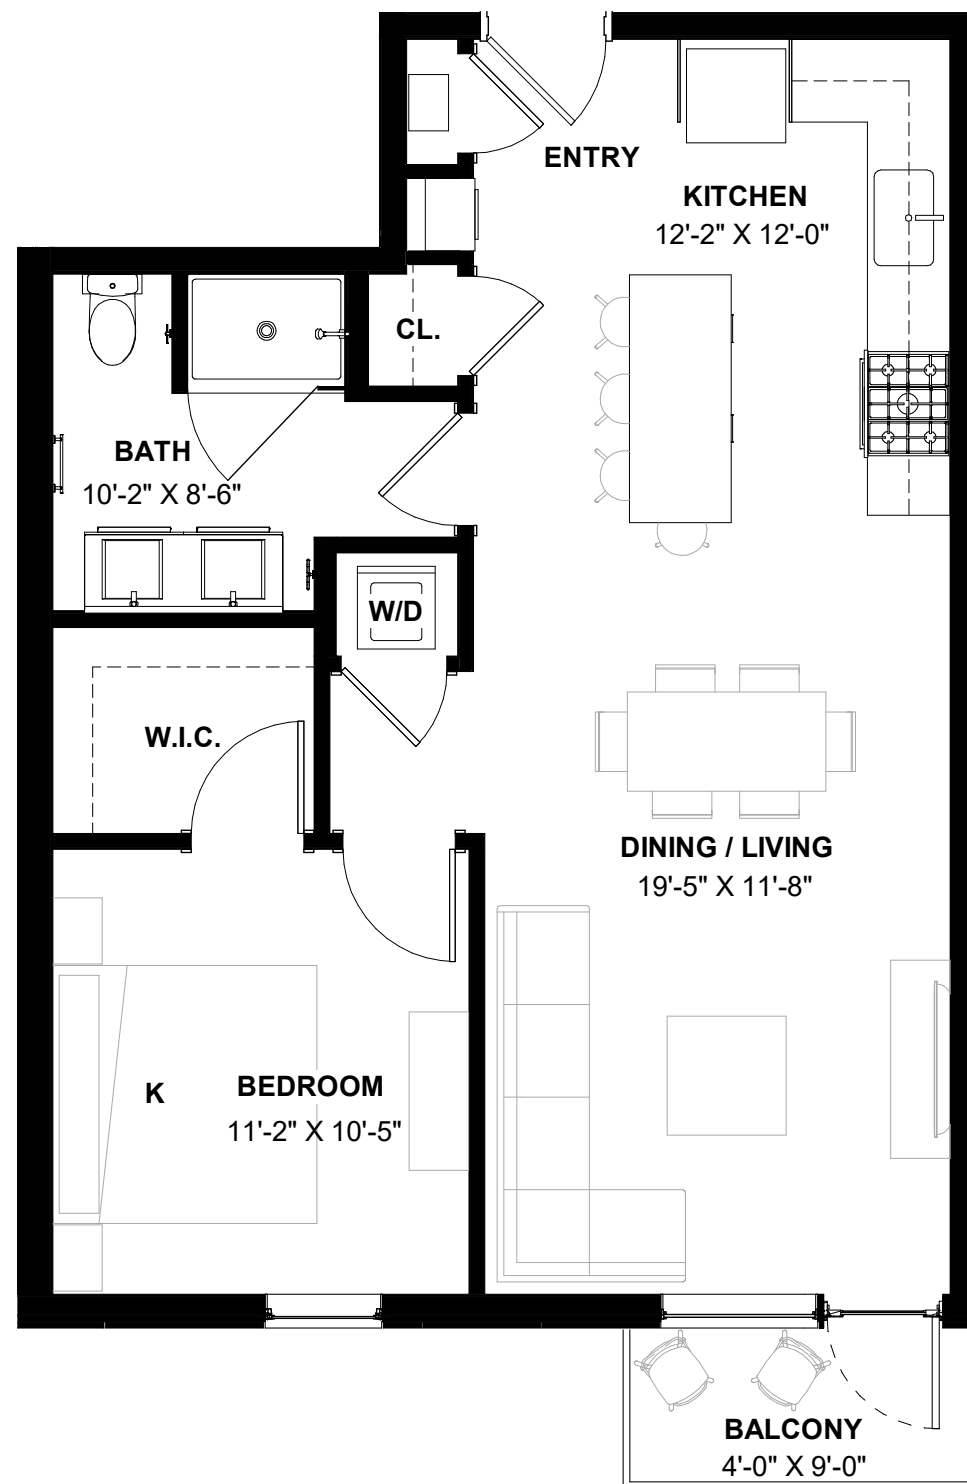 ENTRY
KITCHEN
12'-2" X 12'-0"
CL.
BATH
10'-2" X 8'-6"
W/D
W.I.C.
DINING / LIVING
19'-5" X 11'-8"
K
BEDROOM
11'-2" X 10'-5"
BALCONY
4'-0" X 9'-0"